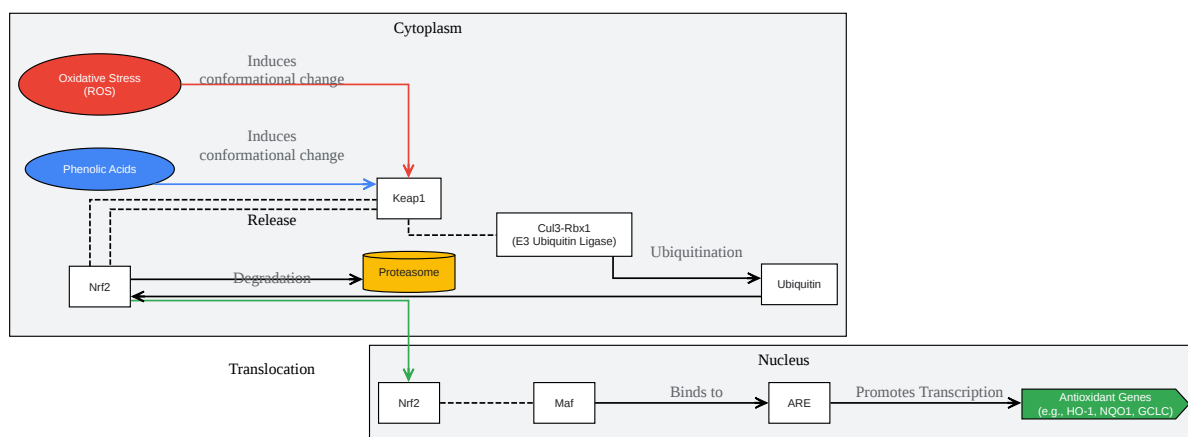 Cytoplasm
Induces
conformational change
Oxidative Stress
(ROS)
Induces
conformational change
Phenolic Acids
Keap1
Release
Cul3-Rbx1
(E3 Ubiquitin Ligase)
Ubiquitination
Nrf2
Degradation
Proteasome
Ubiquitin
Translocation
Nucleus
Nrf2
Maf
Binds to
ARE
Promotes Transcription
Antioxidant Genes
(e.g., HO-1, NQO1, GCLC)